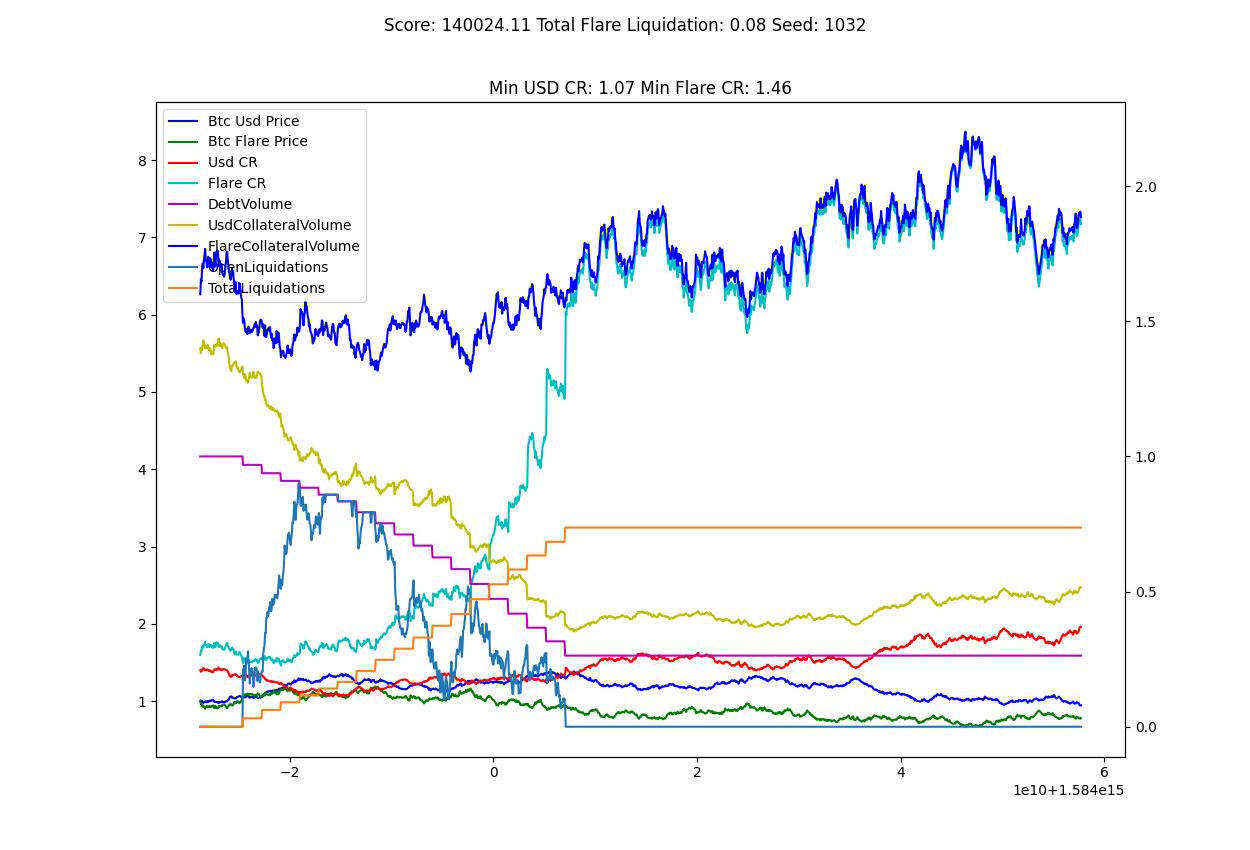 Score: 140024.11 Total Flare Liquidation: 0.08 Seed: 1032
Min USD CR: 1.07 Min Flare CR: 1.46
Btc Usd Price
Btc Flare Price
Usd CR
Flare CR
DebtVolume
UsdCollateralVolume
FlareCollateralVolume
OpenLiquidations
TotalLiquidations
8
7
6
5
4
3
2
1
2.0
1.5
1.0
0.5
0.0
−2
0
2
4
6
1e10+1.584e15